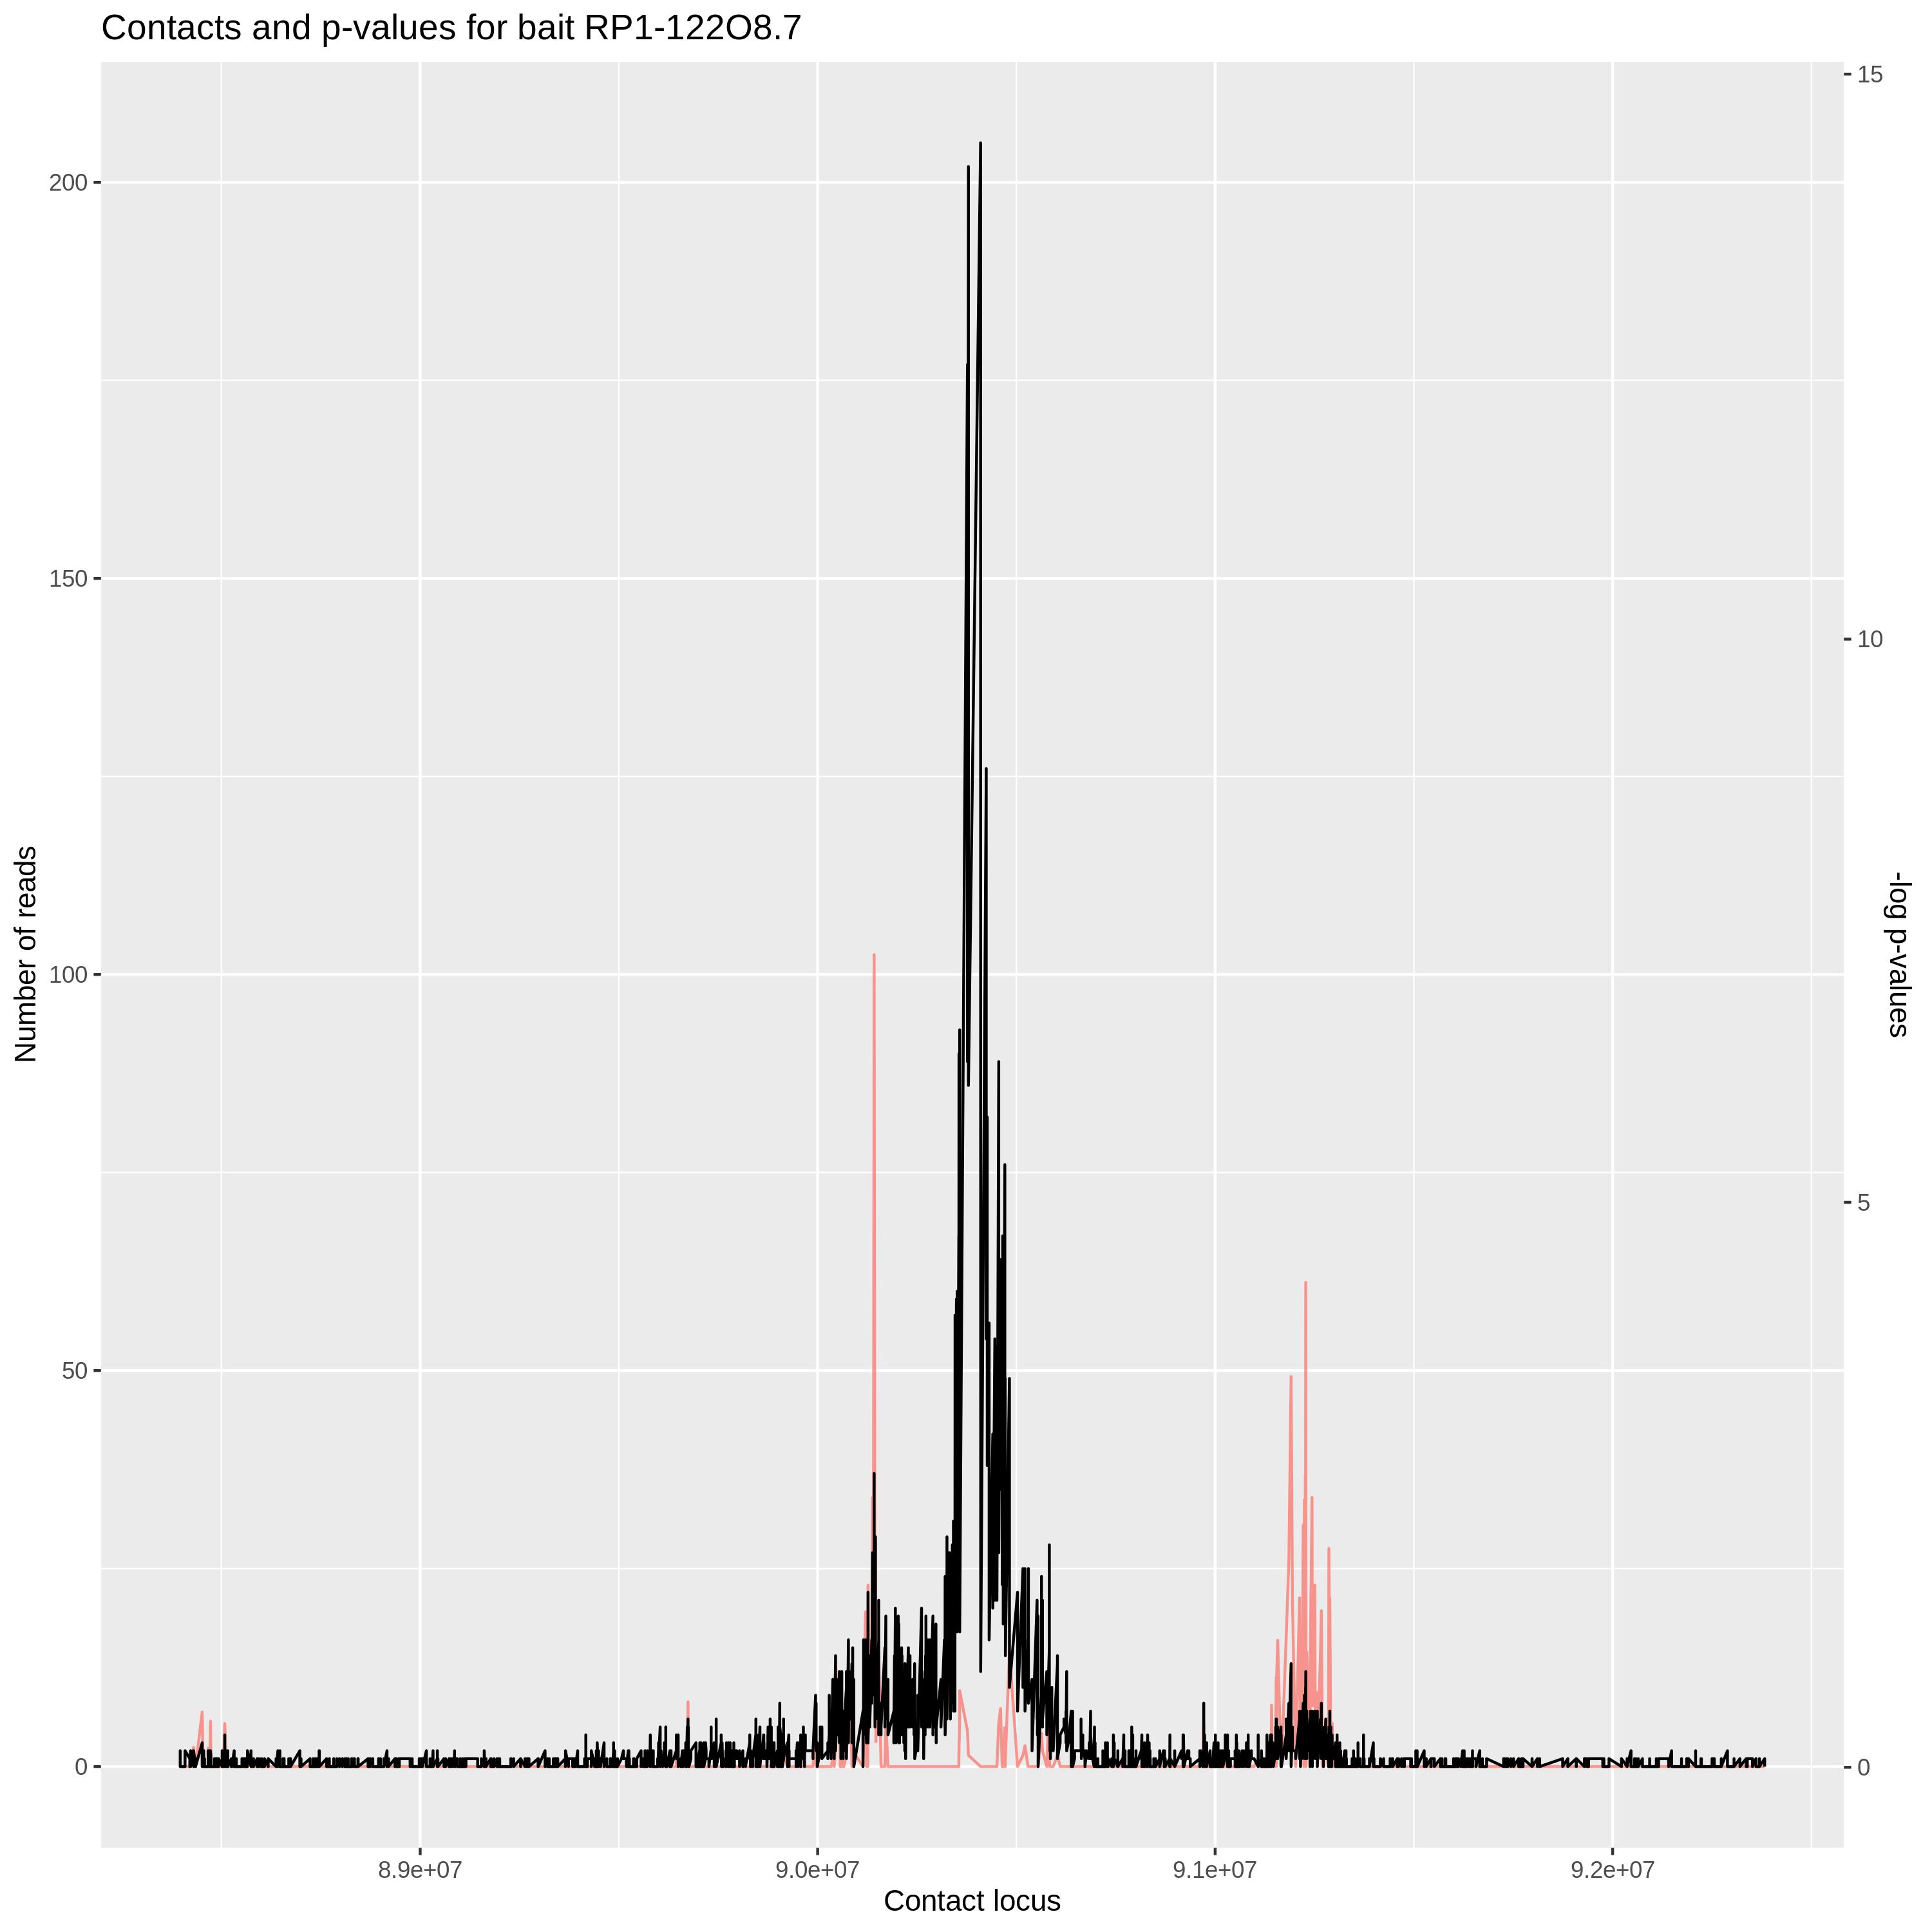 Contacts and p-values for bait RP1-122O8.7
15
200
150
10
Number of reads
-log p-values
100
5
50
0
0
8.9e+07
9.0e+07
9.1e+07
9.2e+07
Contact locus